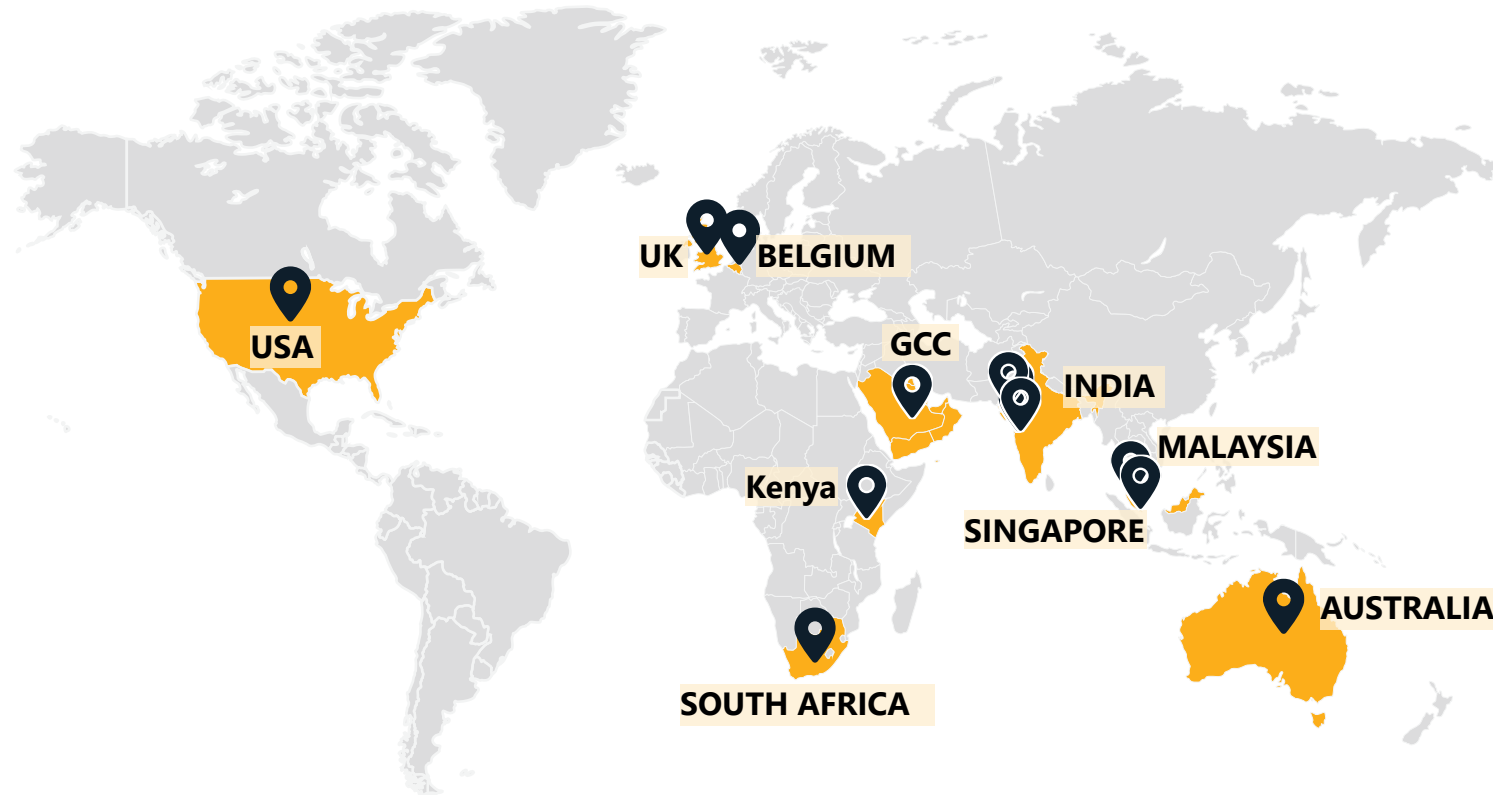 UK
BELGIUM
USA
GCC
INDIA
MALAYSIA
Kenya
SINGAPORE
AUSTRALIA
SOUTH AFRICA